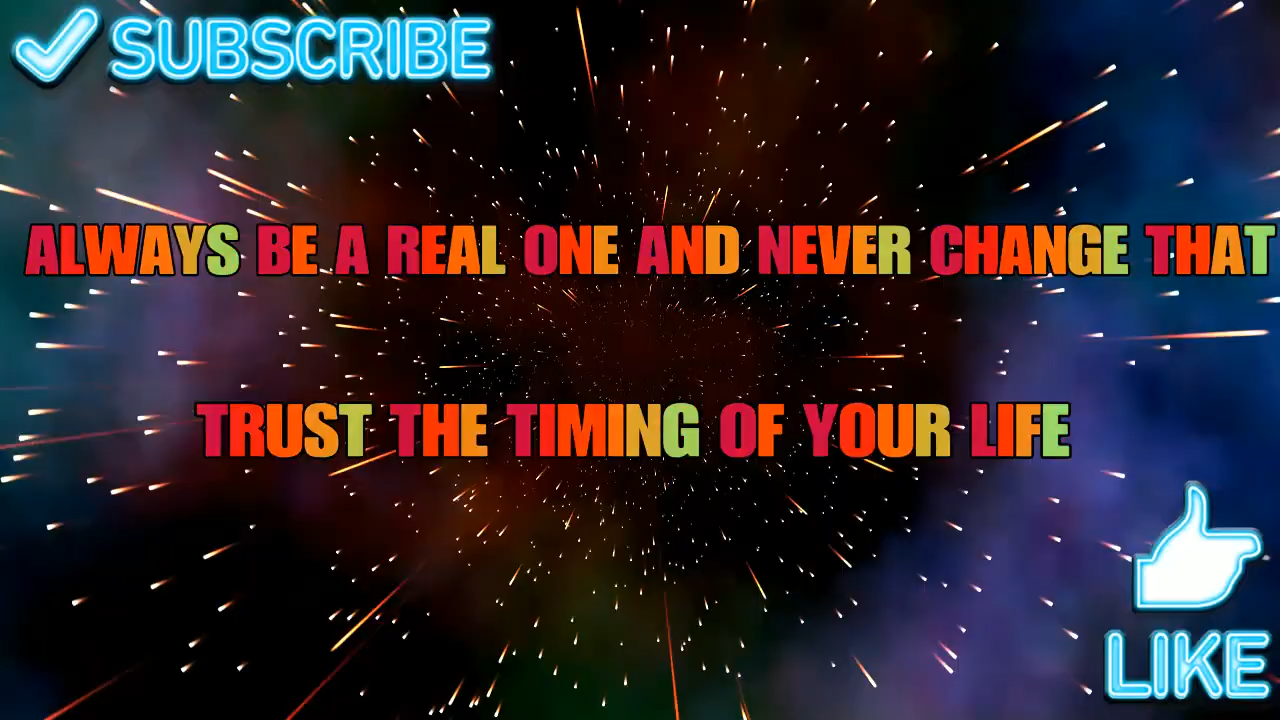 SUBSCRIBE
ALWAYS BE A REAL ONE AND NEVER CHANGE THAT
TRUST THE TIMING OF YOUR LIFE
LIKE